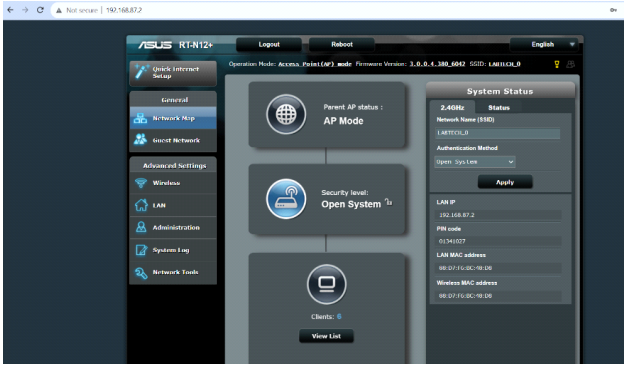 Not secure | 192.168.87.2
ASUS RT-N12+ Logout Reboot English
Operation Mode: Access Point(AP) mode Firmware Version: 3.0.0.4.380_6042 SSID: LABTECH_0
Quick Internet
Setup
General
Network Map
Guest Network
Advanced Settings
Wireless
LAN
Administration
System Log
Network Tools
Parent AP status :
AP Mode
Security level:
Open System
Clients: 6
View List
System Status
2.4GHz Status
Network Name (SSID)
LABTECH_0
Authentication Method
Open System
Apply
LAN IP
192.168.87.2
PIN code
01341027
LAN MAC address
Wireless MAC address